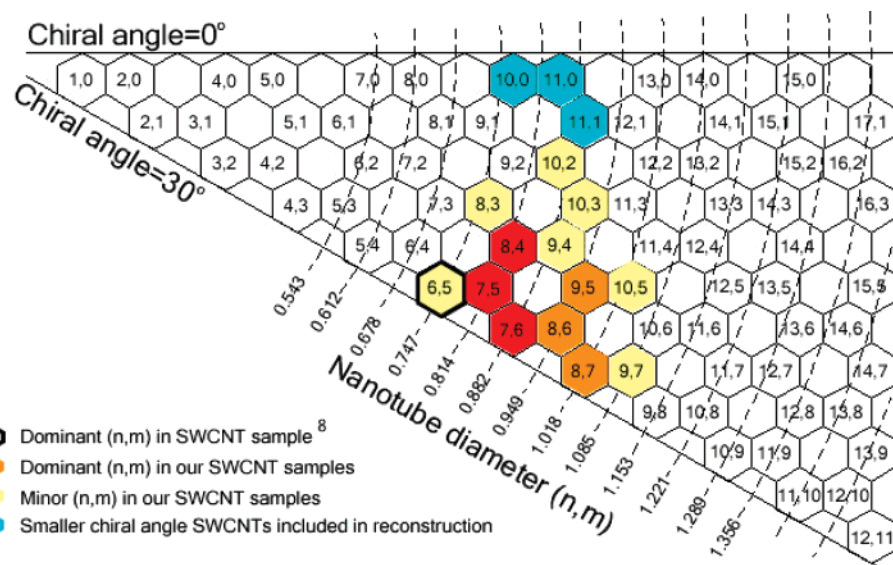 Chiral angle=0°
1,0 2,0 4,0 5,0 7,0 8,0 10,0 11,0 13,0 14,0 15,0
Chiral angle=30°
2,1 3,1 5,1 6,1 8,1 9,1 11,1 12,1 14,1 15,1 17,1
3,2 4,2 6,2 7,2 9,2 10,2 12,2 13,2 15,2 16,2
4,3 5,3 7,3 8,3 10,3 11,3 13,3 14,3 16,3
5,4 6,4 8,4 9,4 11,4 12,4 14,4
6,5 7,5 9,5 10,5 12,5 13,5 15,5
7,6 8,6 10,6 11,6 13,6 14,6
8,7 9,7 11,7 12,7 14,7
9,8 10,8 12,8 13,8
10,9 11,9 13,9
11,10 12,10
12,11
0.543
0.612
0.678
0.747
0.814
0.882
0.949
1.018
1.085
1.153
1.221
1.289
1.356
Nanotube diameter (n,m)
Dominant (n,m) in SWCNT sample 8
Dominant (n,m) in our SWCNT samples
Minor (n,m) in our SWCNT samples
Smaller chiral angle SWCNTs included in reconstruction